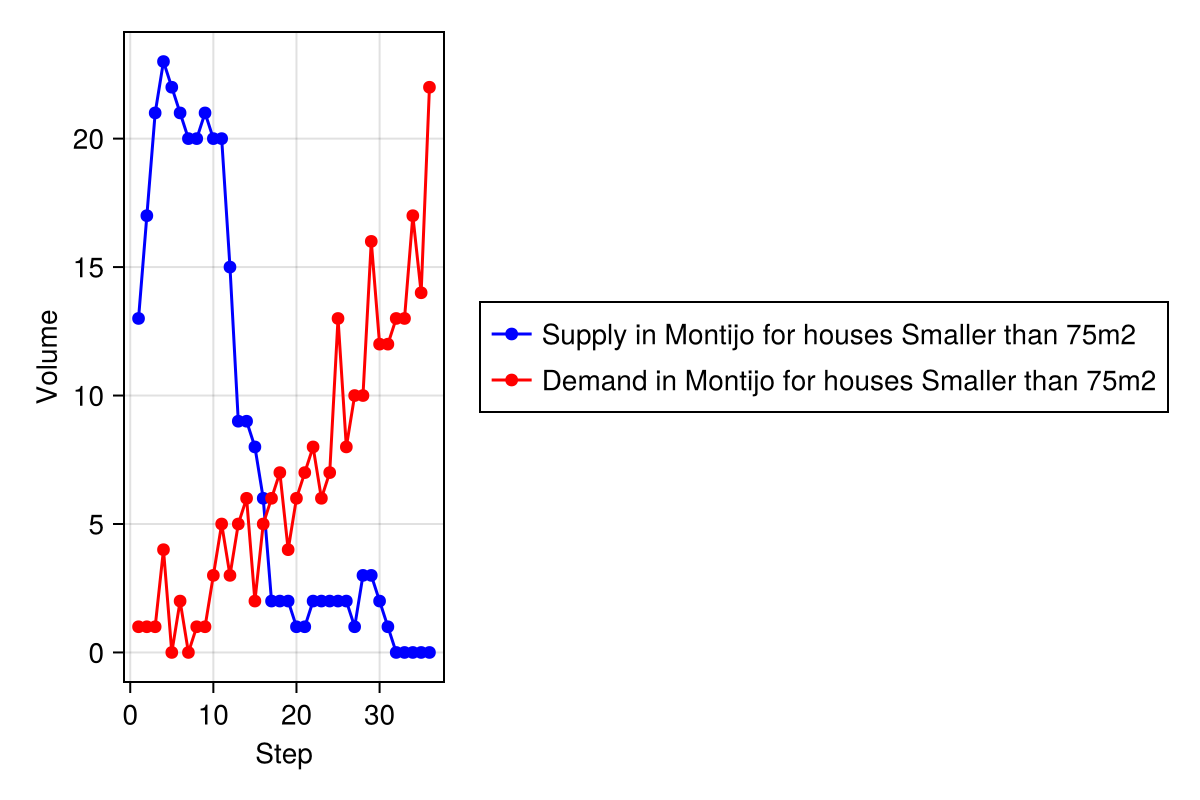 Volume
20
15
10
5
0
0 10 20 30
Step
Supply in Montijo for houses Smaller than 75m2
Demand in Montijo for houses Smaller than 75m2